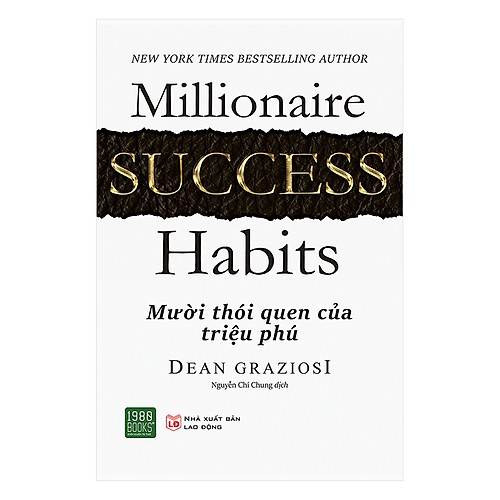 NEW YORK TIMES BESTSELLING AUTHOR
Millionaire
SUCCESS
Habits
Mười thói quen của
triệu phú
DEAN GRAZIOSI
Nguyễn Chí Chung dịch
1980
BOOKS
NHÀ XUẤT BẢN
LAO ĐỘNG